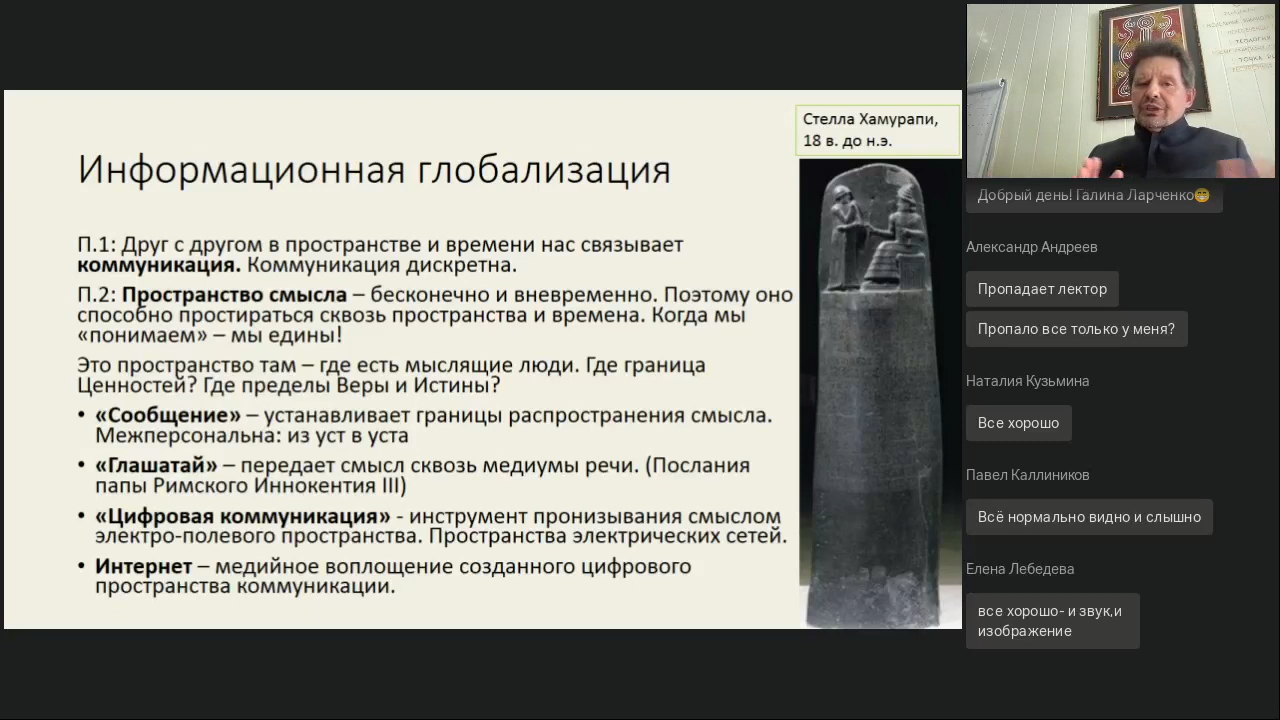 Стелла Хамурапи,
18 в. до н.э.
Информационная глобализация
П.1: Друг с другом в пространстве и времени нас связывает
коммуникация. Коммуникация дискретна.
П.2: Пространство смысла – бесконечно и вневременно. Поэтому оно
способно простираться сквозь пространства и времена. Когда мы
«понимаем» – мы едины!
Это пространство там – где есть мыслящие люди. Где граница
Ценностей? Где пределы Веры и Истины?
• «Сообщение» – устанавливает границы распространения смысла.
Межперсональна: из уст в уста
• «Глашатай» – передает смысл сквозь медиумы речи. (Послания
папы Римского Иннокентия III)
• «Цифровая коммуникация» - инструмент пронизывания смыслом
электро-полевого пространства. Пространства электрических сетей.
• Интернет – медийное воплощение созданного цифрового
пространства коммуникации.
Добрый день! Галина Ларченко😁
Александр Андреев
Пропадает лектор
Пропало все только у меня?
Наталия Кузьмина
Все хорошо
Павел Каллиников
Всё нормально видно и слышно
Елена Лебедева
все хорошо- и звук,и
изображение